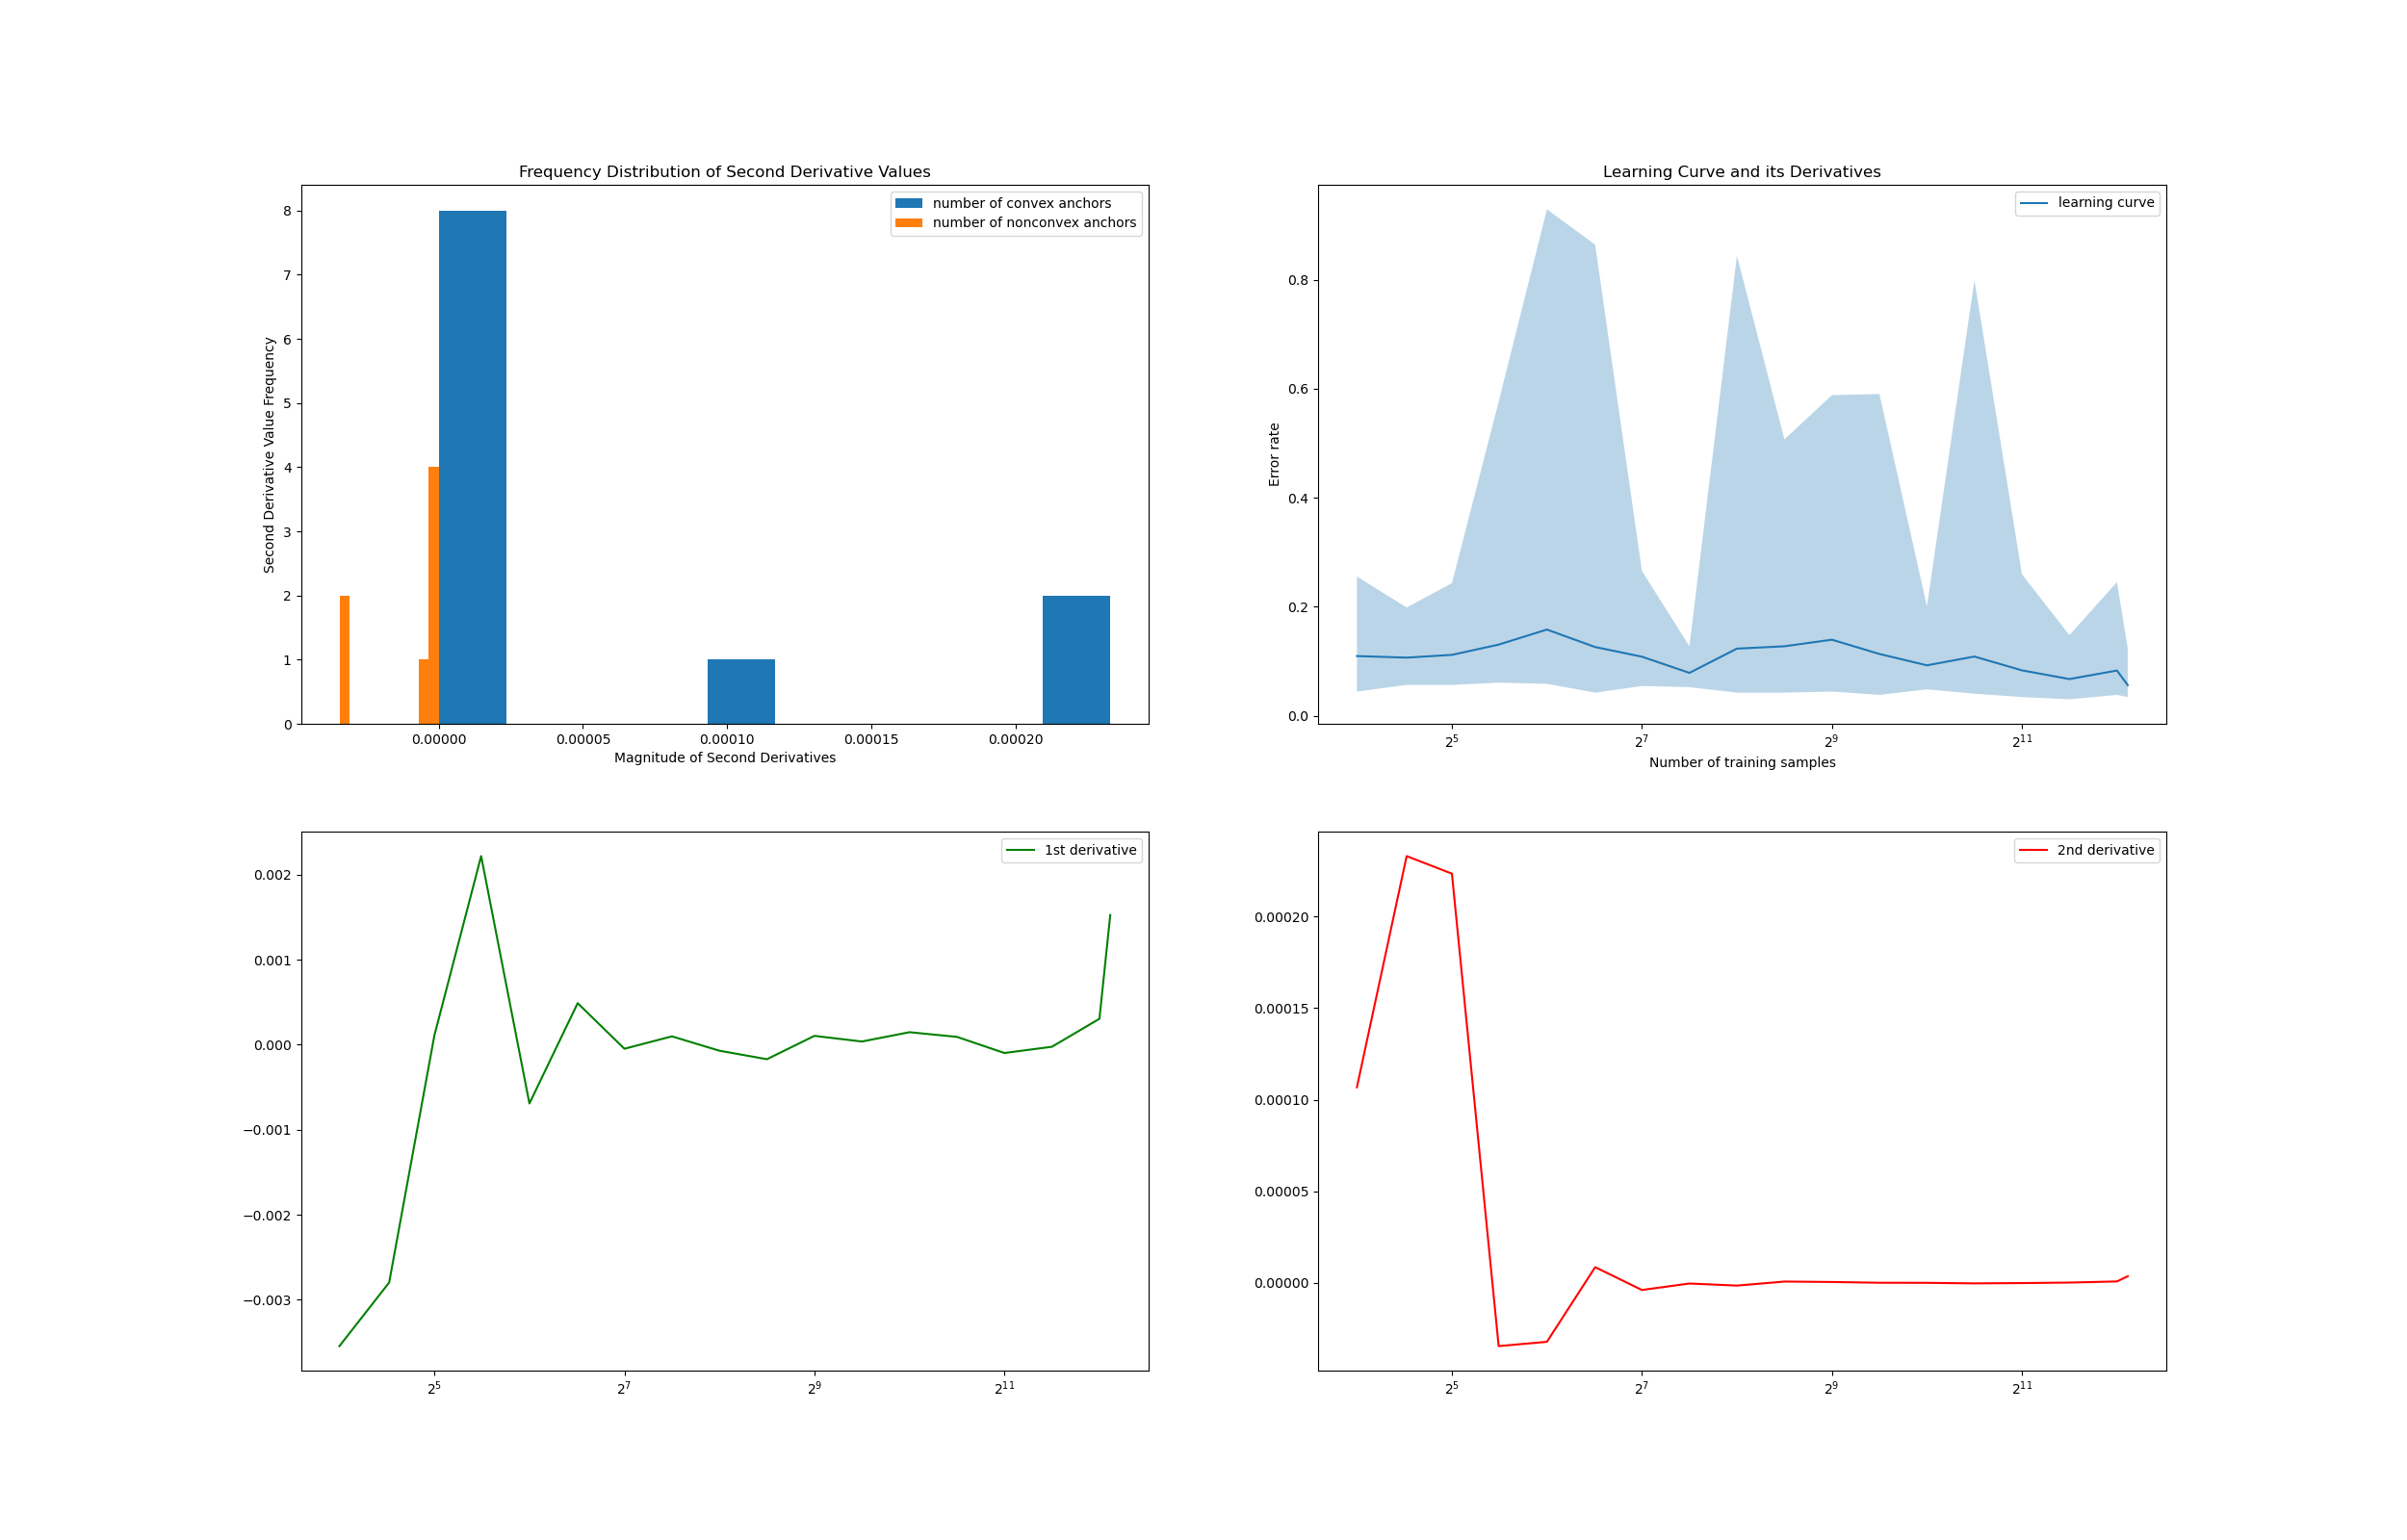 Frequency Distribution of Second Derivative Values
number of convex anchors
number of nonconvex anchors
8
7
6
5
4
3
2
1
0
Second Derivative Value Frequency
0.00000 0.00005 0.00010 0.00015 0.00020
Magnitude of Second Derivatives
Learning Curve and its Derivatives
learning curve
0.8
0.6
0.4
0.2
0.0
Error rate
2^5 2^7 2^9 2^11
Number of training samples
1st derivative
0.002
0.001
0.000
−0.001
−0.002
−0.003
2^5 2^7 2^9 2^11
2nd derivative
0.00020
0.00015
0.00010
0.00005
0.00000
2^5 2^7 2^9 2^11